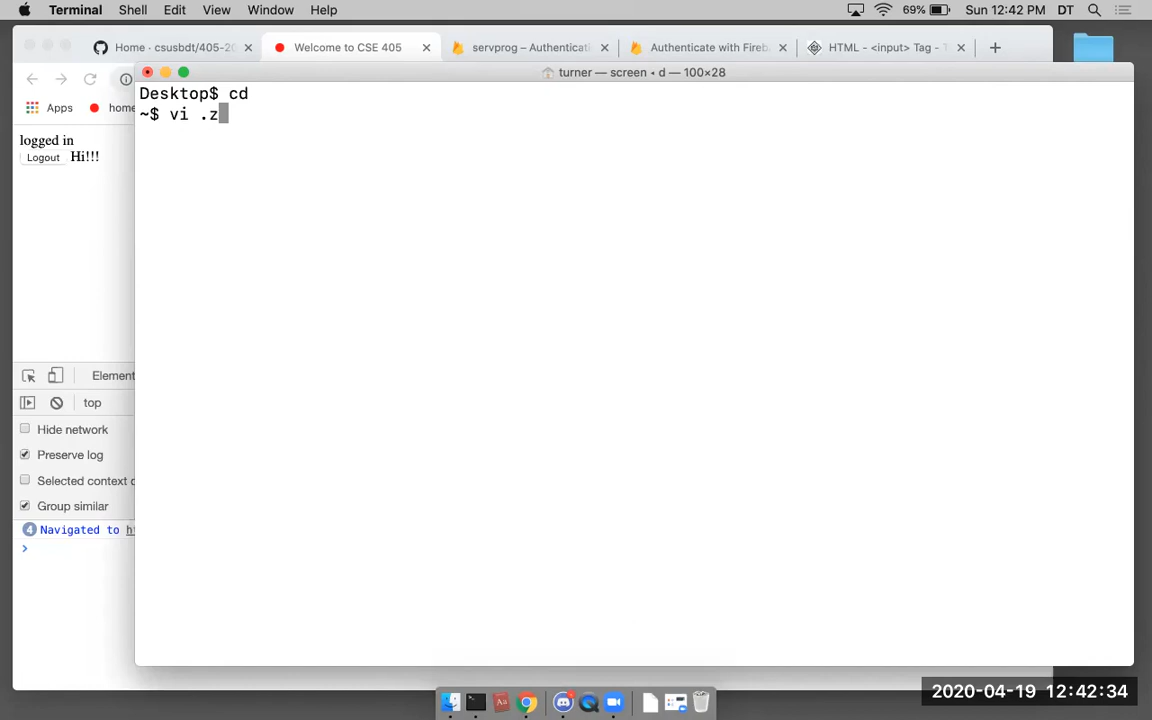 Terminal Shell Edit View Window Help 69% Sun 12:42 PM DT
Home · csusbdt/405-20 Welcome to CSE 405 servprog – Authenticati Authenticate with Fireb HTML - <input> Tag - T
turner — screen ◂ d — 100×28
Apps home
Desktop$ cd
~$ vi .z
logged in
Logout Hi!!!
Element
top
Hide network
Preserve log
Selected context o
Group similar
4 Navigated to h
>
2020-04-19 12:42:34